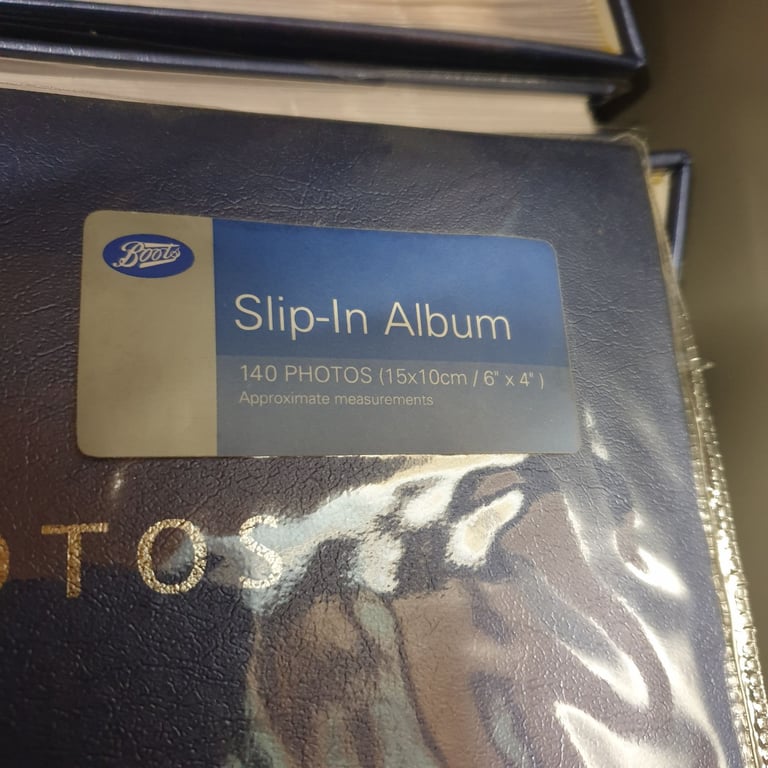 Boots
Slip-In Album
140 PHOTOS (15x10cm / 6" x 4" )
Approximate measurements
OTOS